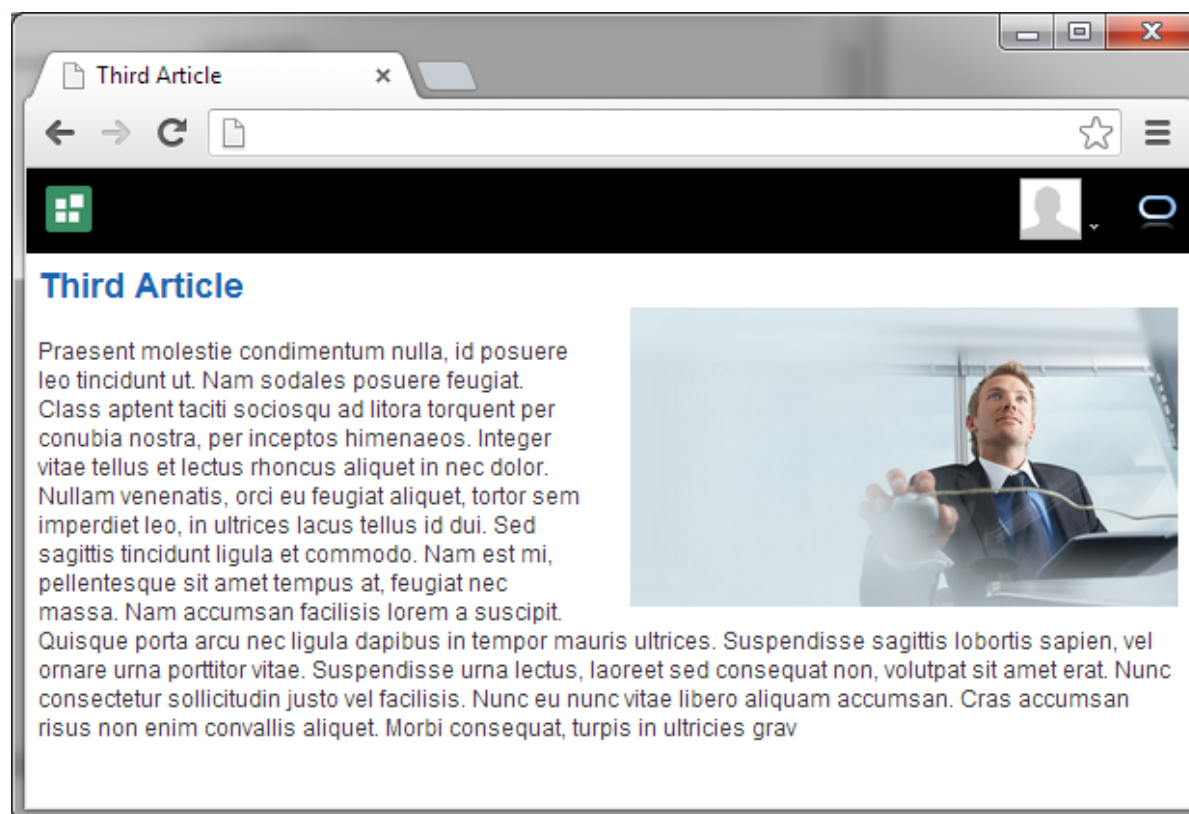 Third Article
Third Article
Praesent molestie condimentum nulla, id posuere
leo tincidunt ut. Nam sodales posuere feugiat.
Class aptent taciti sociosqu ad litora torquent per
conubia nostra, per inceptos himenaeos. Integer
vitae tellus et lectus rhoncus aliquet in nec dolor.
Nullam venenatis, orci eu feugiat aliquet, tortor sem
imperdiet leo, in ultrices lacus tellus id dui. Sed
sagittis tincidunt ligula et commodo. Nam est mi,
pellentesque sit amet tempus at, feugiat nec
massa. Nam accumsan facilisis lorem a suscipit.
Quisque porta arcu nec ligula dapibus in tempor mauris ultrices. Suspendisse sagittis lobortis sapien, vel
ornare urna porttitor vitae. Suspendisse urna lectus, laoreet sed consequat non, volutpat sit amet erat. Nunc
consectetur sollicitudin justo vel facilisis. Nunc eu nunc vitae libero aliquam accumsan. Cras accumsan
risus non enim convallis aliquet. Morbi consequat, turpis in ultricies grav